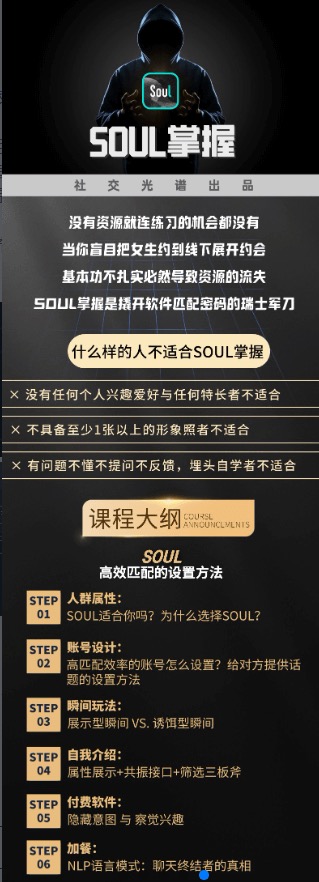 Soul
SOUL掌握
社交光谱出品
没有资源就连练习的机会都没有
当你盲目把女生约到线下展开约会
基本功不扎实必然导致资源的流失
SOUL掌握是撬开软件匹配密码的瑞士军刀
什么样的人不适合SOUL掌握
× 没有任何个人兴趣爱好与任何特长者不适合
× 不具备至少1张以上的形象照者不适合
× 有问题不懂不提问不反馈，埋头自学者不适合
课程大纲 COURSE
ANNOUNCEMENTS
SOUL
高效匹配的设置方法
STEP 01 人群属性：
SOUL适合你吗？为什么选择SOUL？
STEP 02 账号设计：
高匹配效率的账号怎么设置？给对方提供话
题的设置方法
STEP 03 瞬间玩法：
展示型瞬间 VS. 诱饵型瞬间
STEP 04 自我介绍：
属性展示+共振接口+筛选三板斧
STEP 05 付费软件：
隐藏意图 与 察觉兴趣
STEP 06 加餐：
NLP语言模式：聊天终结者的真相